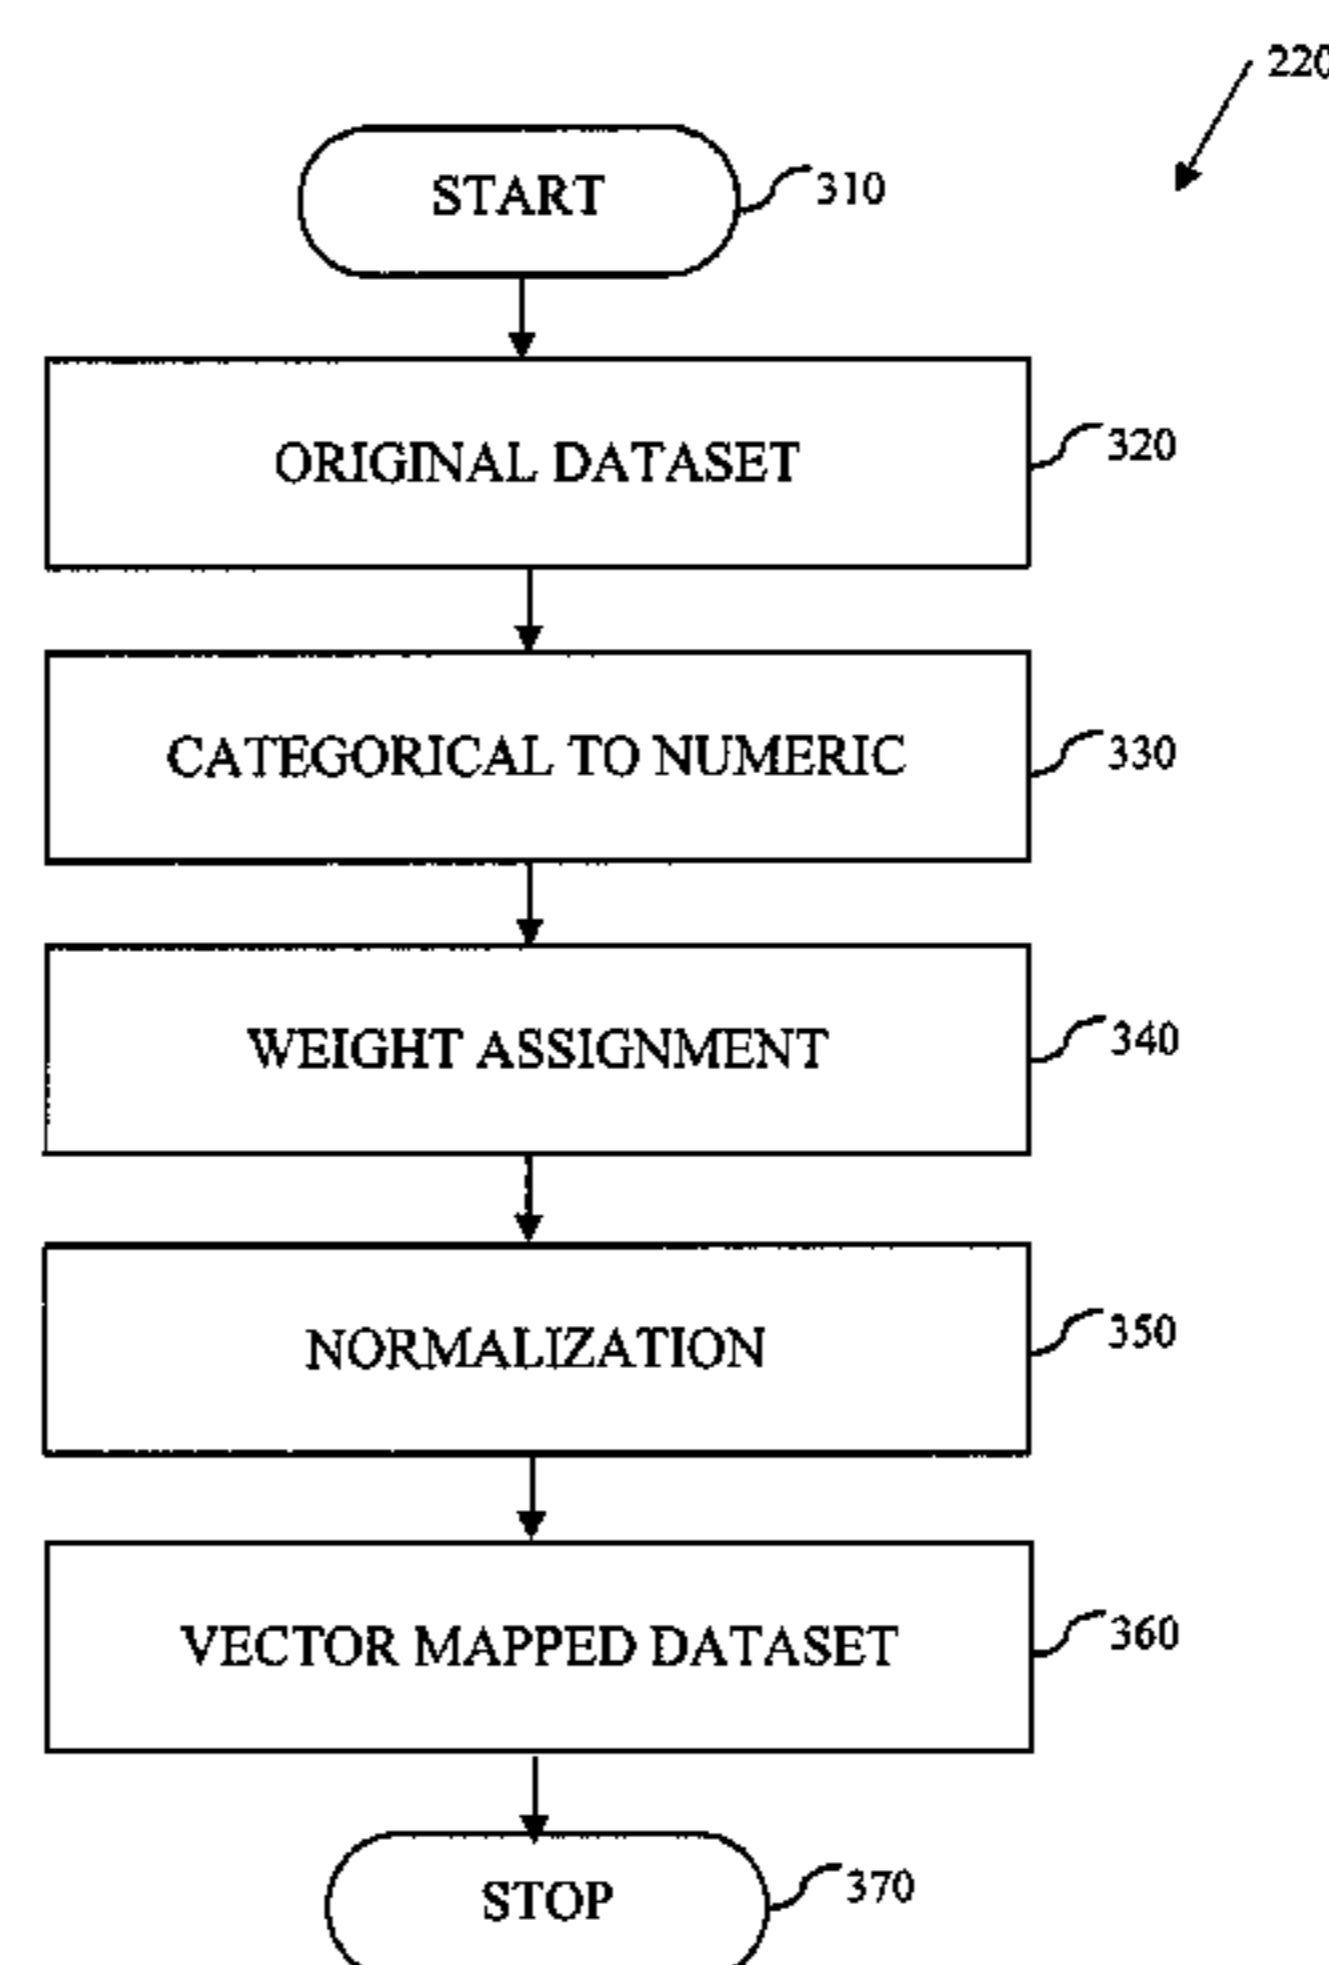 220
START
310
ORIGINAL DATASET
320
CATEGORICAL TO NUMERIC
330
WEIGHT ASSIGNMENT
340
NORMALIZATION
350
VECTOR MAPPED DATASET
360
STOP
370